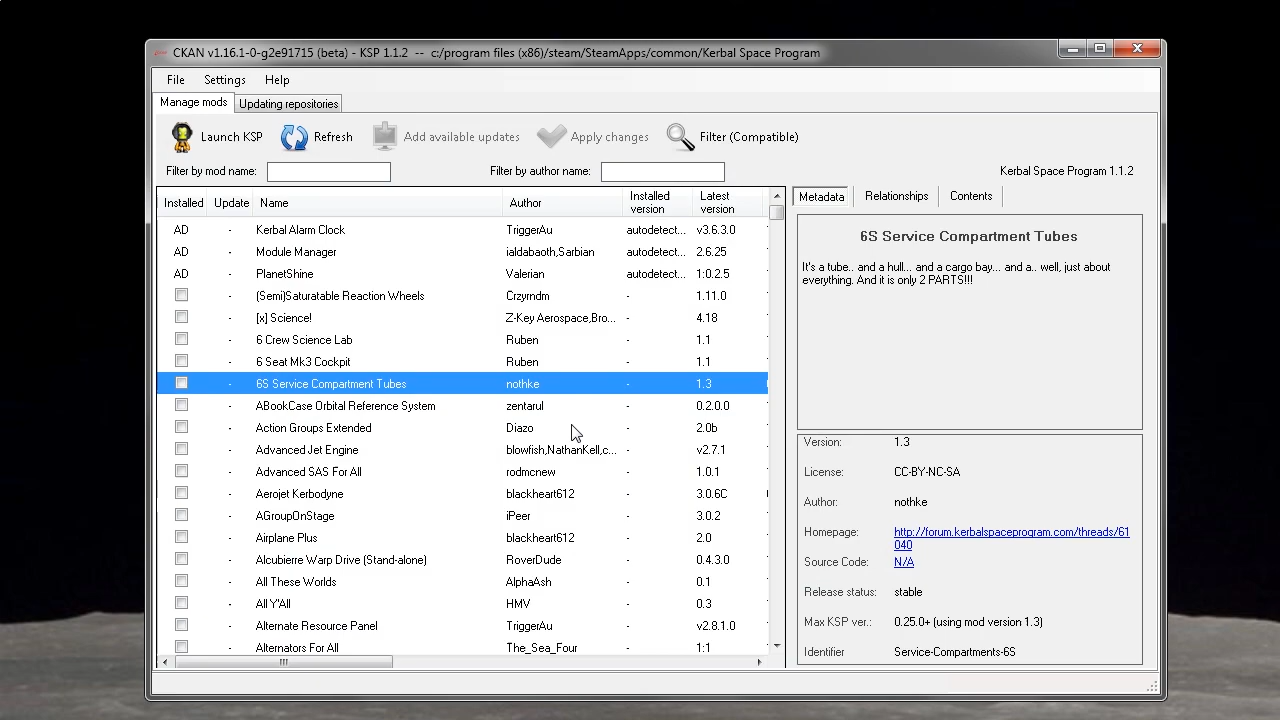 CKAN v1.16.1-0-g2e91715 (beta) - KSP 1.1.2 -- c:/program files (x86)/steam/SteamApps/common/Kerbal Space Program
File Settings Help
Manage mods Updating repositories
Launch KSP Refresh Add available updates Apply changes Filter (Compatible)
Filter by mod name: Filter by author name: Kerbal Space Program 1.1.2
Installed Update Name Author Installed version Latest version
AD - Kerbal Alarm Clock TriggerAu autodetect... v3.6.3.0
AD - Module Manager ialdabaoth,Sarbian autodetect... 2.6.25
AD - PlanetShine Valerian autodetect... 1:0.2.5
- (Semi)Saturatable Reaction Wheels Crzyrndm - 1.11.0
- [x] Science! Z-Key Aerospace,Bro... - 4.18
- 6 Crew Science Lab Ruben - 1.1
- 6 Seat Mk3 Cockpit Ruben - 1.1
- 6S Service Compartment Tubes nothke - 1.3
- ABookCase Orbital Reference System zentarul - 0.2.0.0
- Action Groups Extended Diazo - 2.0b
- Advanced Jet Engine blowfish,NathanKell,c... - v2.7.1
- Advanced SAS For All rodmcnew - 1.0.1
- Aerojet Kerbodyne blackheart612 - 3.0.6C
- AGroupOnStage iPeer - 3.0.2
- Airplane Plus blackheart612 - 2.0
- Alcubierre Warp Drive (Stand-alone) RoverDude - 0.4.3.0
- All These Worlds AlphaAsh - 0.1
- All Y'All HMV - 0.3
- Alternate Resource Panel TriggerAu - v2.8.1.0
- Alternators For All The_Sea_Four - 1:1
Metadata Relationships Contents
6S Service Compartment Tubes
It's a tube.. and a hull... and a cargo bay... and a.. well, just about
everything. And it is only 2 PARTS!!!
Version: 1.3
License: CC-BY-NC-SA
Author: nothke
Homepage: http://forum.kerbalspaceprogram.com/threads/61
040
Source Code: N/A
Release status: stable
Max KSP ver.: 0.25.0+ (using mod version 1.3)
Identifier Service-Compartments-6S